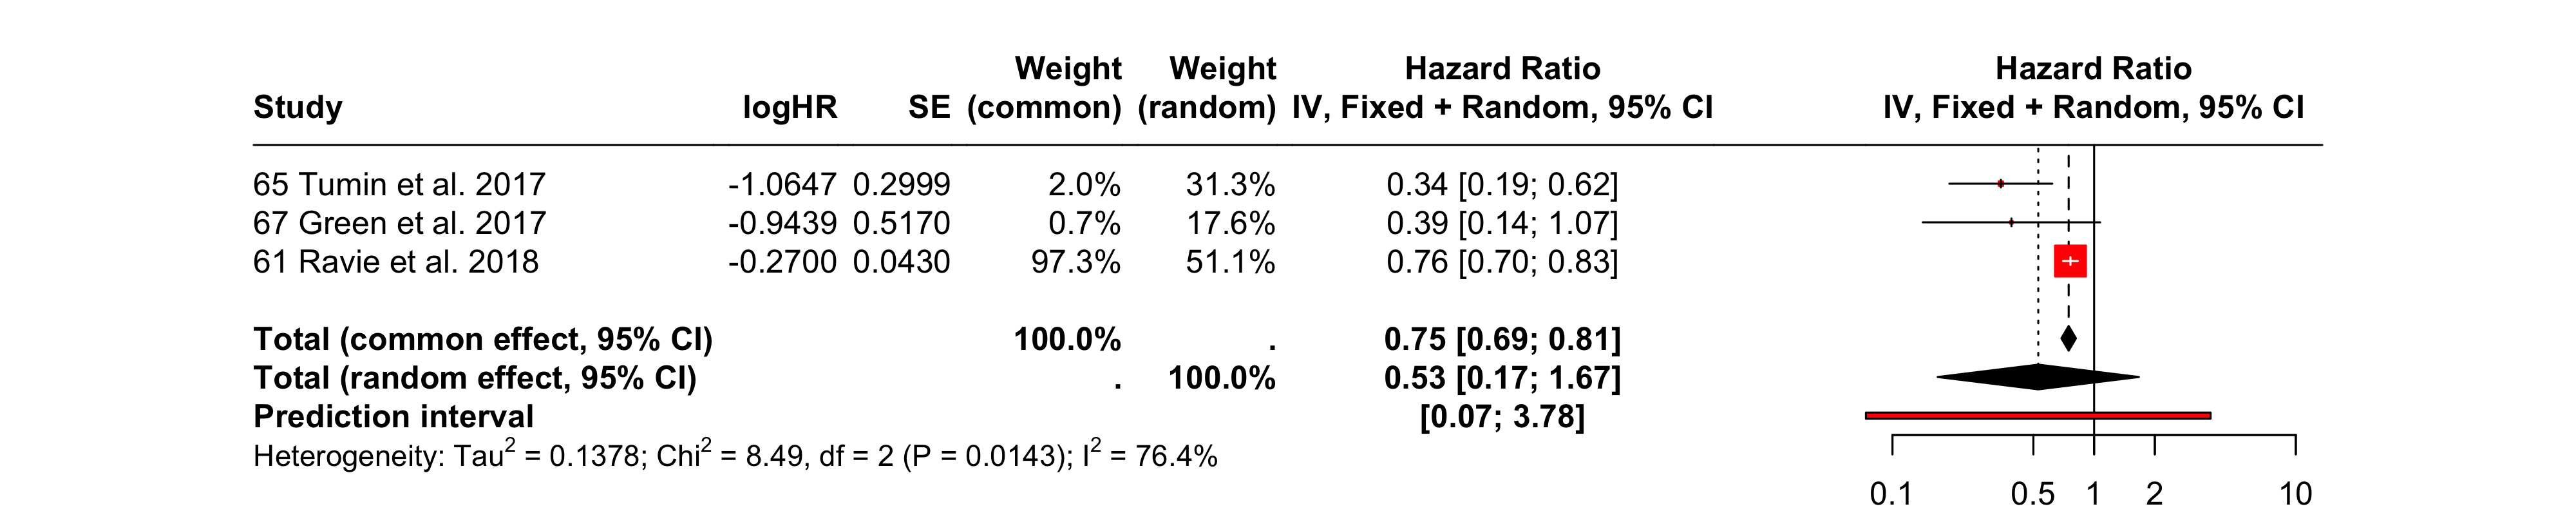 Weight Weight Hazard Ratio Hazard Ratio
Study logHR SE (common) (random) IV, Fixed + Random, 95% CI IV, Fixed + Random, 95% CI
65 Tumin et al. 2017 -1.0647 0.2999 2.0% 31.3% 0.34 [0.19; 0.62]
67 Green et al. 2017 -0.9439 0.5170 0.7% 17.6% 0.39 [0.14; 1.07]
61 Ravie et al. 2018 -0.2700 0.0430 97.3% 51.1% 0.76 [0.70; 0.83]
Total (common effect, 95% CI) 100.0% . 0.75 [0.69; 0.81]
Total (random effect, 95% CI) . 100.0% 0.53 [0.17; 1.67]
Prediction interval [0.07; 3.78]
Heterogeneity: Tau² = 0.1378; Chi² = 8.49, df = 2 (P = 0.0143); I² = 76.4%
0.1 0.5 1 2 10